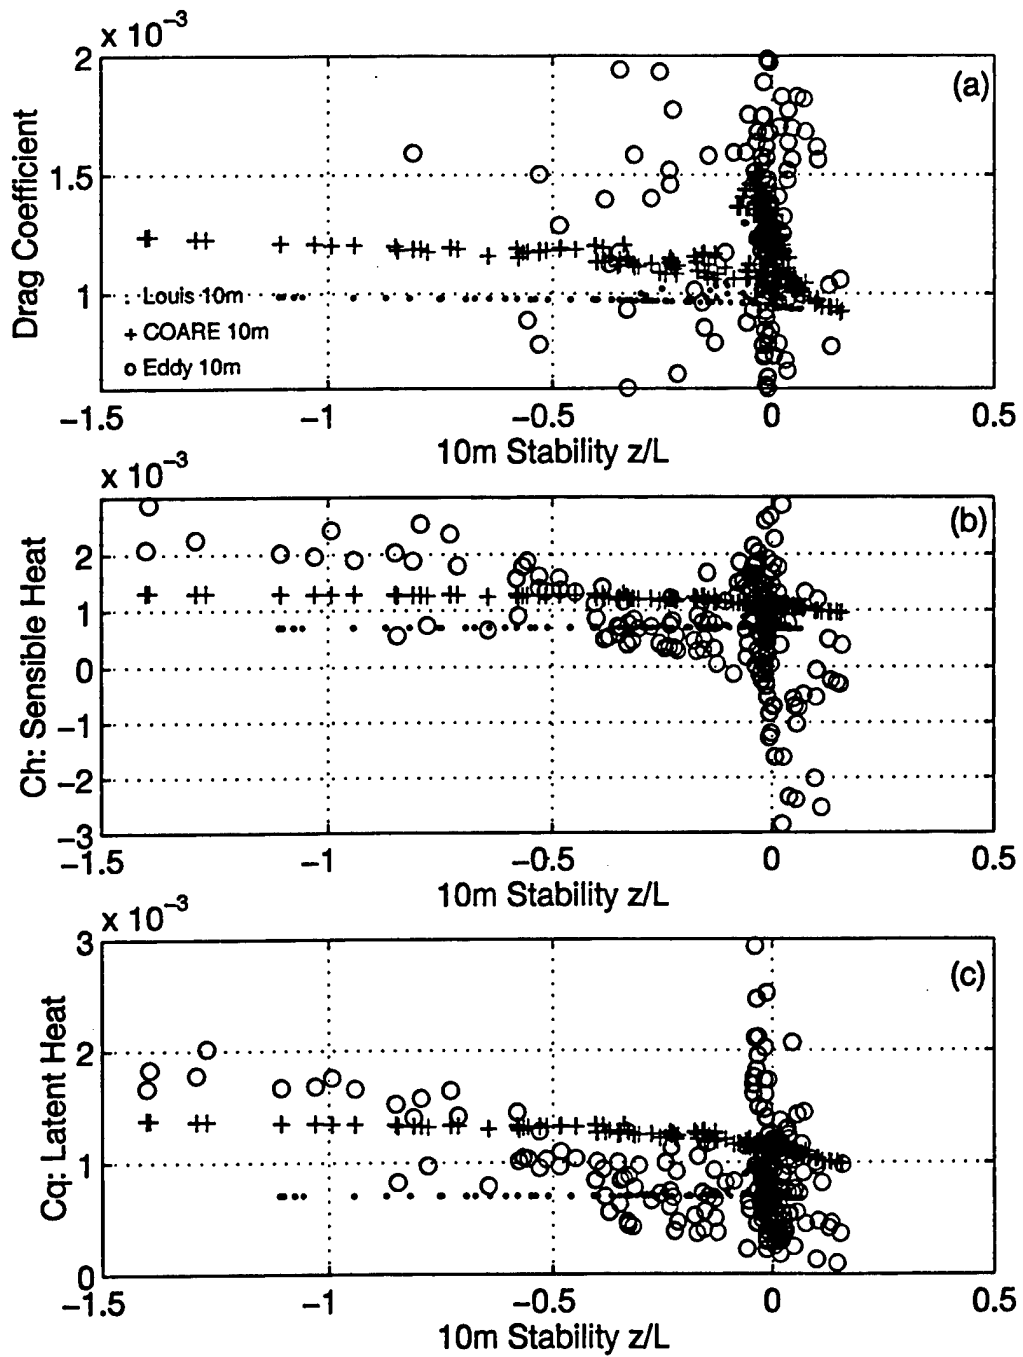 x 10⁻³
2
(a)
1.5
1
Drag Coefficient
. Louis 10m
+ COARE 10m
o Eddy 10m
−1.5 −1 −0.5 0 0.5
10m Stability z/L
x 10⁻³
(b)
2
1
0
−1
−2
−3
Ch: Sensible Heat
−1.5 −1 −0.5 0 0.5
10m Stability z/L
x 10⁻³
3
(c)
2
1
0
Cq: Latent Heat
−1.5 −1 −0.5 0 0.5
10m Stability z/L